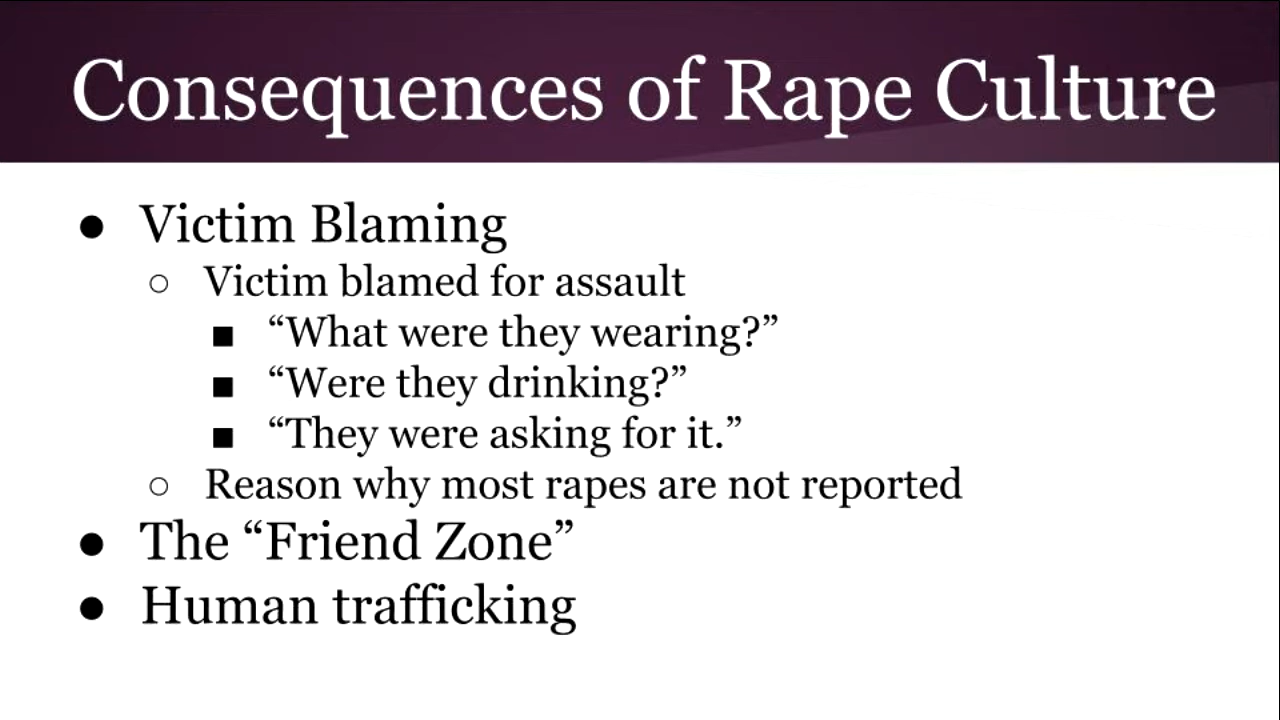 Consequences of Rape Culture
● Victim Blaming
○ Victim blamed for assault
■ “What were they wearing?”
■ “Were they drinking?”
■ “They were asking for it.”
○ Reason why most rapes are not reported
● The “Friend Zone”
● Human trafficking